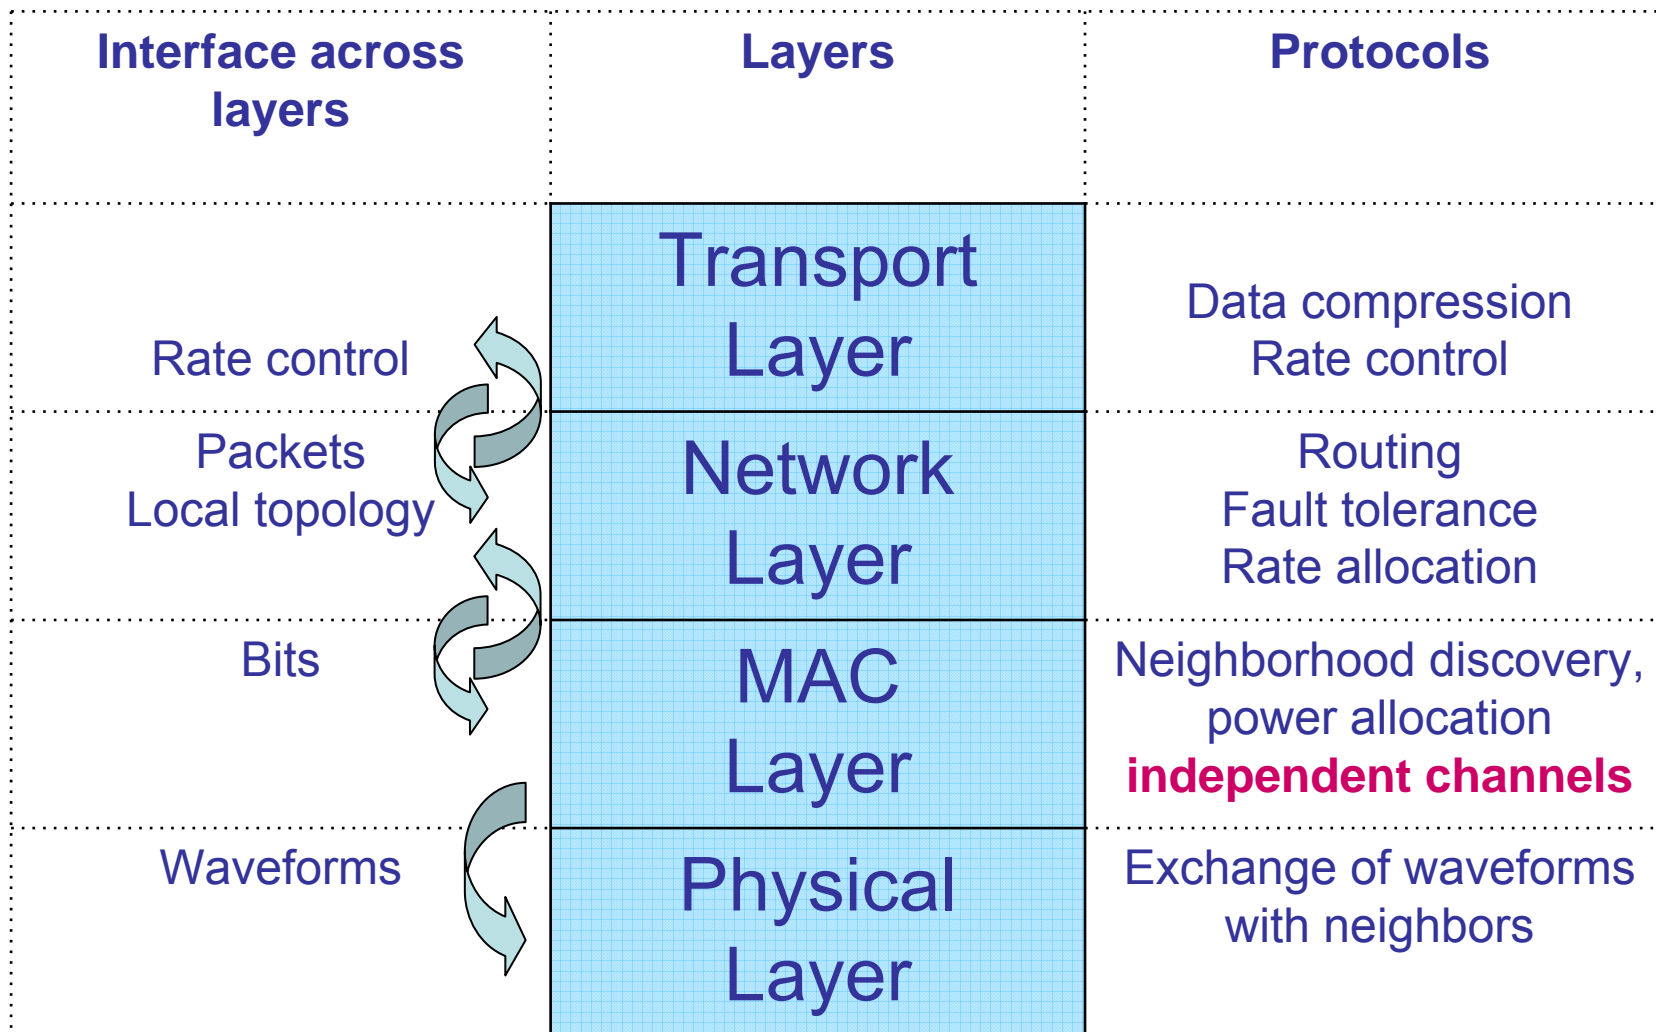 Interface across
layers
Layers
Protocols
Rate control
Transport
Layer
Data compression
Rate control
Packets
Local topology
Network
Layer
Routing
Fault tolerance
Rate allocation
Bits
MAC
Layer
Neighborhood discovery,
power allocation
independent channels
Waveforms
Physical
Layer
Exchange of waveforms
with neighbors